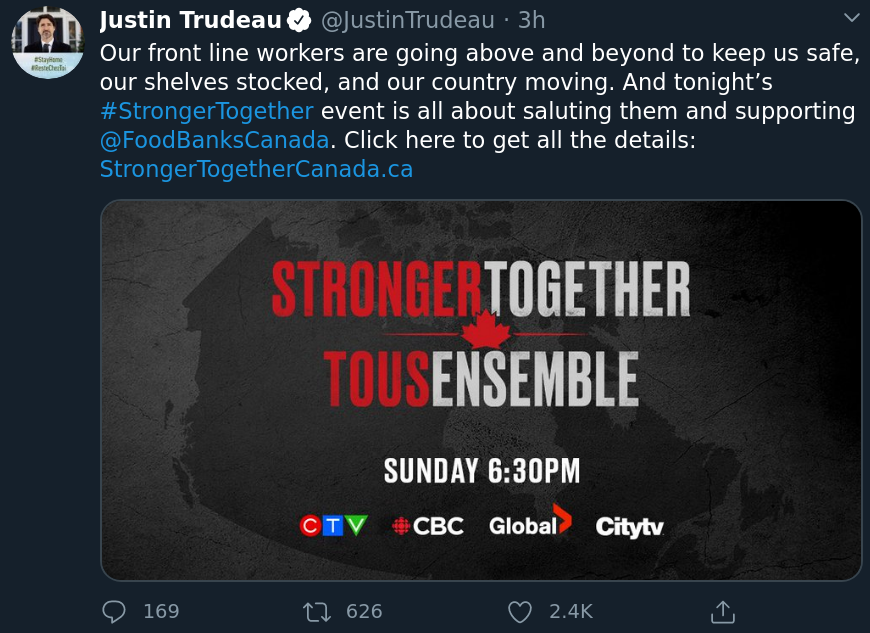 Justin Trudeau @JustinTrudeau · 3h
Our front line workers are going above and beyond to keep us safe,
our shelves stocked, and our country moving. And tonight’s
#StrongerTogether event is all about saluting them and supporting
@FoodBanksCanada. Click here to get all the details:
StrongerTogetherCanada.ca
#StayHome
#ResteChezToi
STRONGERTOGETHER
TOUSENSEMBLE
SUNDAY 6:30PM
CTV CBC Global Citytv
169 626 2.4K